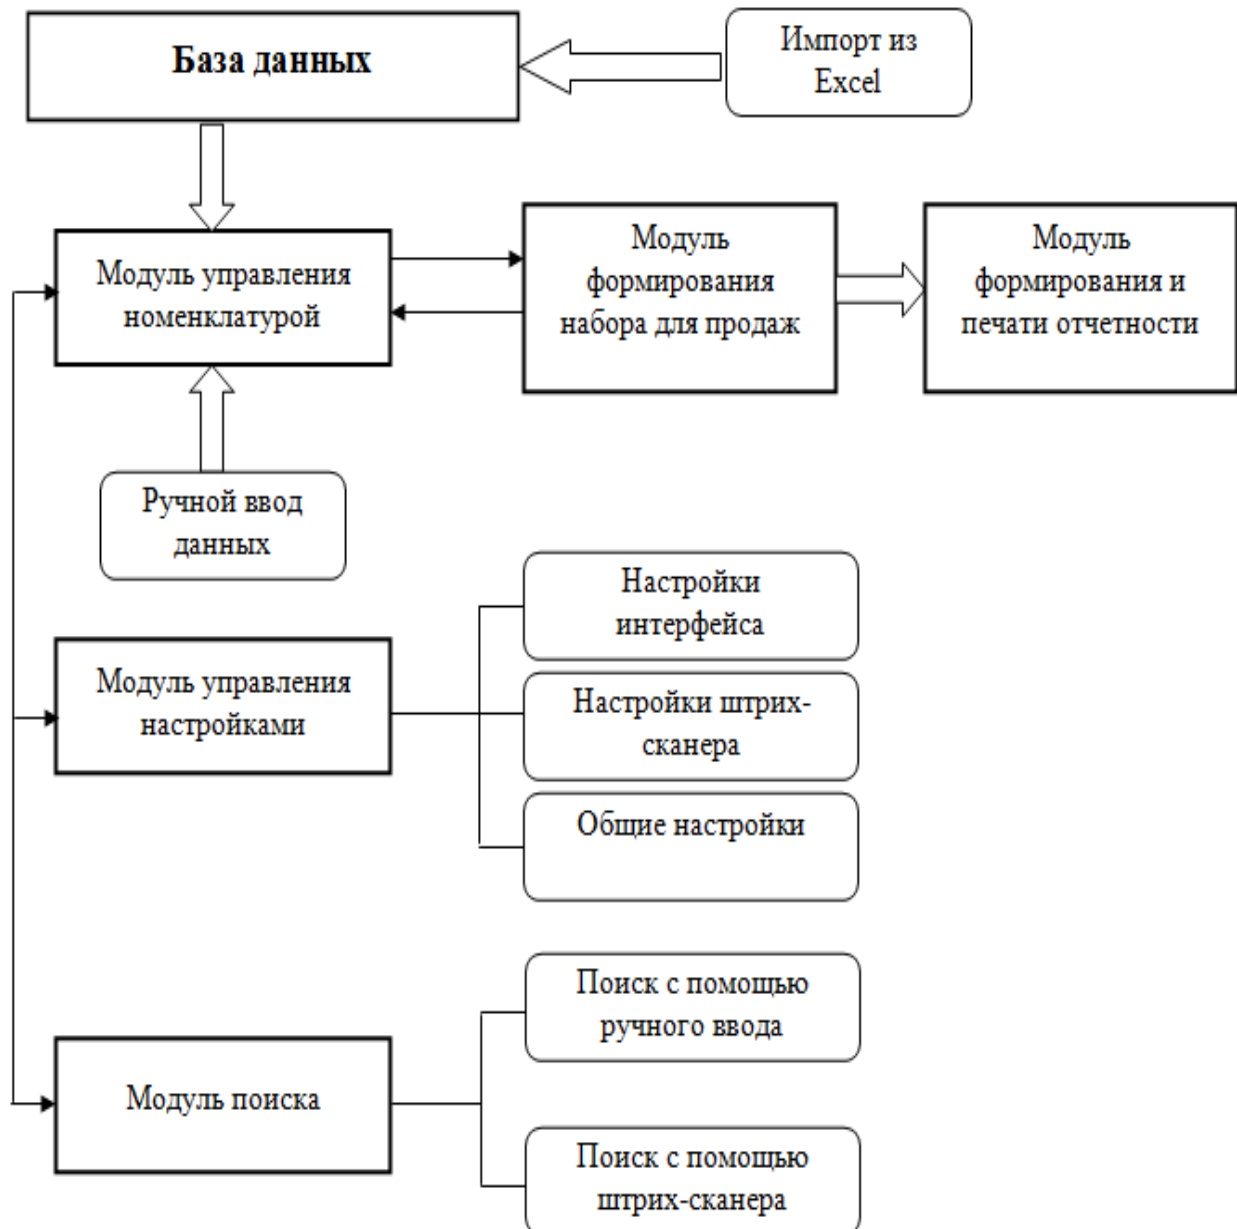 База данных
Импорт из
Excel
Модуль управления
номенклатурой
Модуль
формирования
набора для продаж
Модуль
формирования и
печати отчетности
Ручной ввод
данных
Настройки
интерфейса
Модуль управления
настройками
Настройки штрих-
сканера
Общие настройки
Поиск с помощью
ручного ввода
Модуль поиска
Поиск с помощью
штрих-сканера